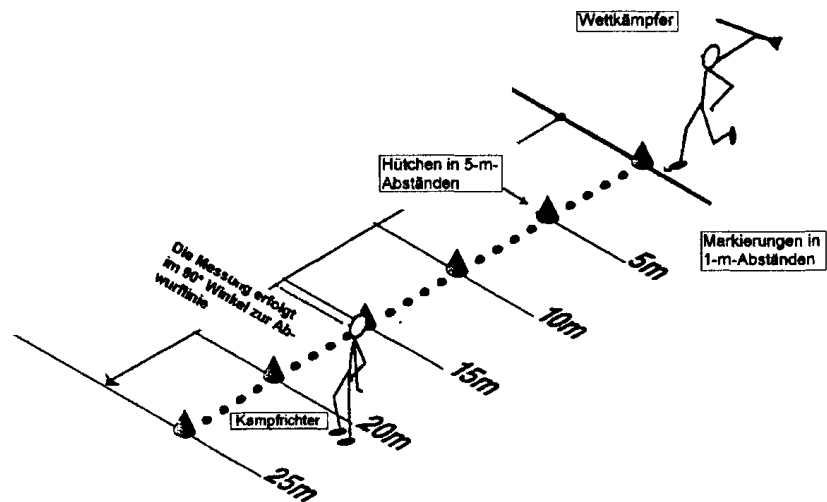 Wettkämpfer
Hütchen in 5-m-
Abständen
Markierungen in
1-m-Abständen
Die Messung erfolgt
im 90° Winkel zur Ab-
wurflinie
5m
10m
15m
20m
25m
Kampfrichter